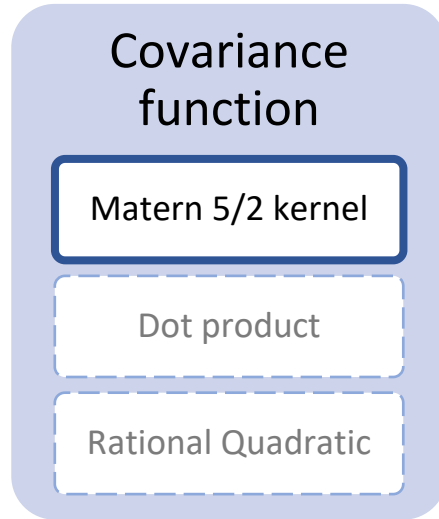 Covariance
function
Matern 5/2 kernel
Dot product
Rational Quadratic